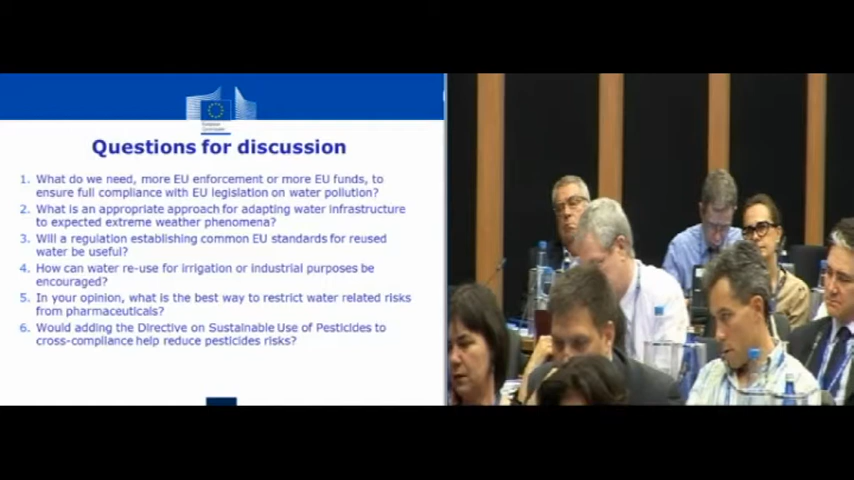 European
Commission
Questions for discussion
1. What do we need, more EU enforcement or more EU funds, to
ensure full compliance with EU legislation on water pollution?
2. What is an appropriate approach for adapting water infrastructure
to expected extreme weather phenomena?
3. Will a regulation establishing common EU standards for reused
water be useful?
4. How can water re-use for irrigation or industrial purposes be
encouraged?
5. In your opinion, what is the best way to restrict water related risks
from pharmaceuticals?
6. Would adding the Directive on Sustainable Use of Pesticides to
cross-compliance help reduce pesticides risks?